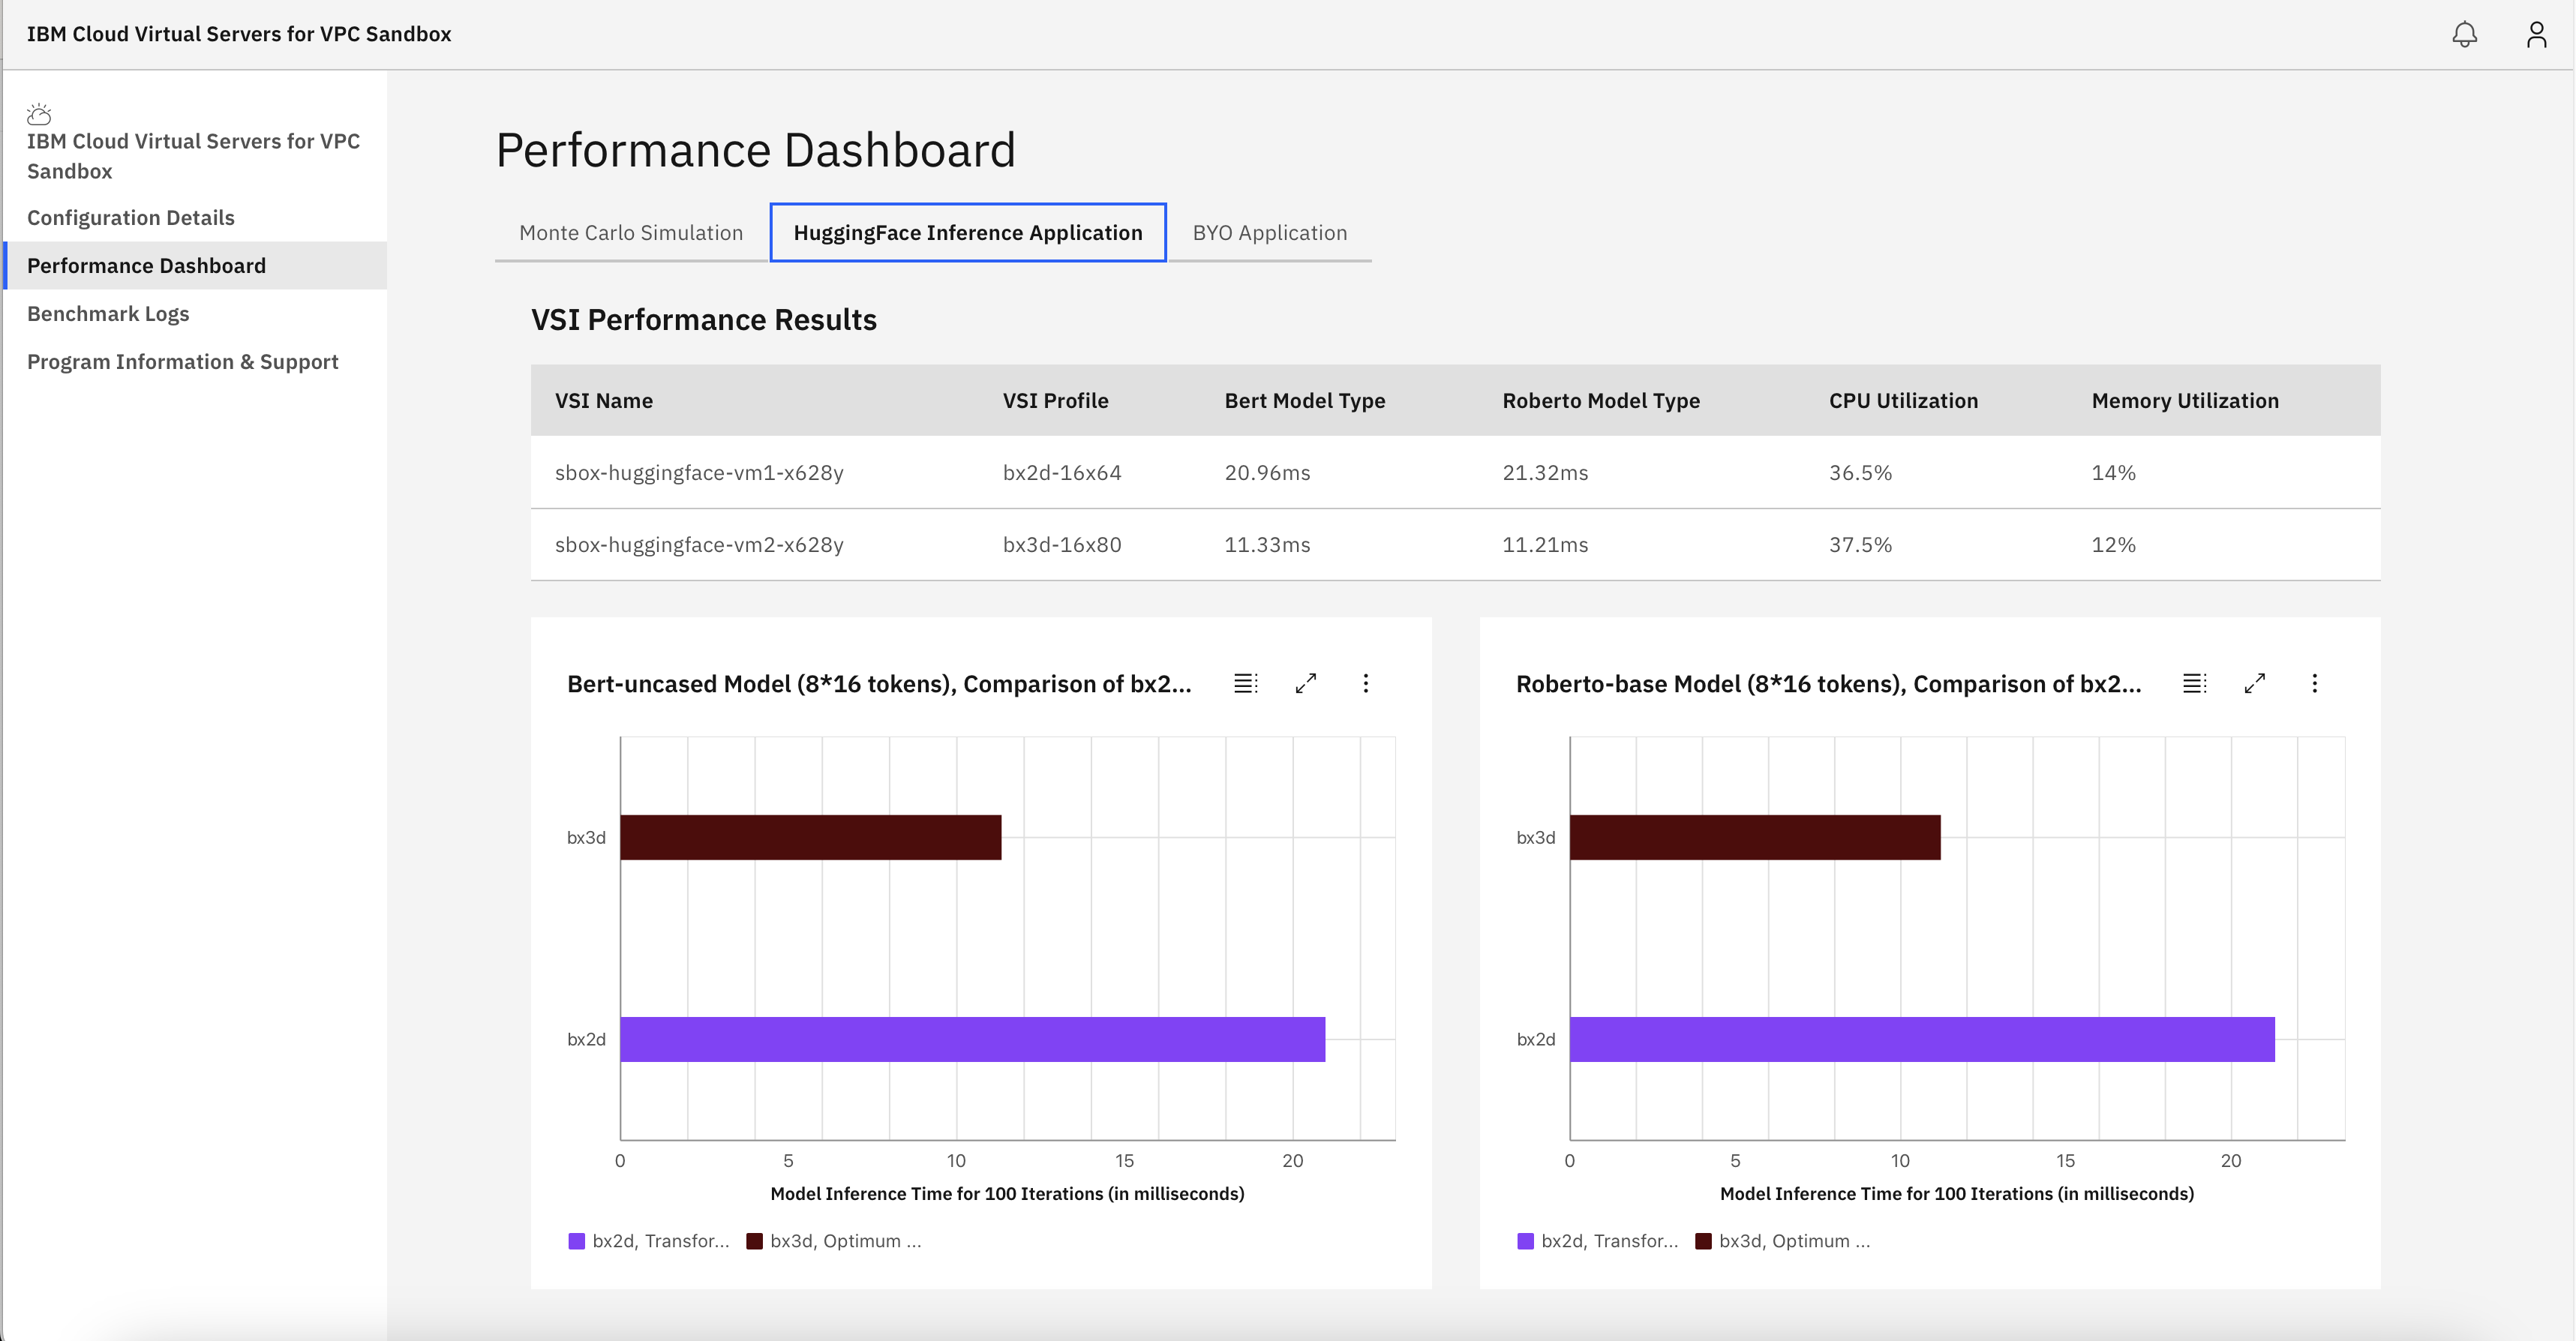 IBM Cloud Virtual Servers for VPC Sandbox
IBM Cloud Virtual Servers for VPC
Sandbox
Configuration Details
Performance Dashboard
Benchmark Logs
Program Information & Support
Performance Dashboard
Monte Carlo Simulation
HuggingFace Inference Application
BYO Application
VSI Performance Results
VSI Name VSI Profile Bert Model Type Roberto Model Type CPU Utilization Memory Utilization
sbox-huggingface-vm1-x628y bx2d-16x64 20.96ms 21.32ms 36.5% 14%
sbox-huggingface-vm2-x628y bx3d-16x80 11.33ms 11.21ms 37.5% 12%
Bert-uncased Model (8*16 tokens), Comparison of bx2...
bx3d
bx2d
0 5 10 15 20
Model Inference Time for 100 Iterations (in milliseconds)
bx2d, Transfor... bx3d, Optimum ...
Roberto-base Model (8*16 tokens), Comparison of bx2...
bx3d
bx2d
0 5 10 15 20
Model Inference Time for 100 Iterations (in milliseconds)
bx2d, Transfor... bx3d, Optimum ...